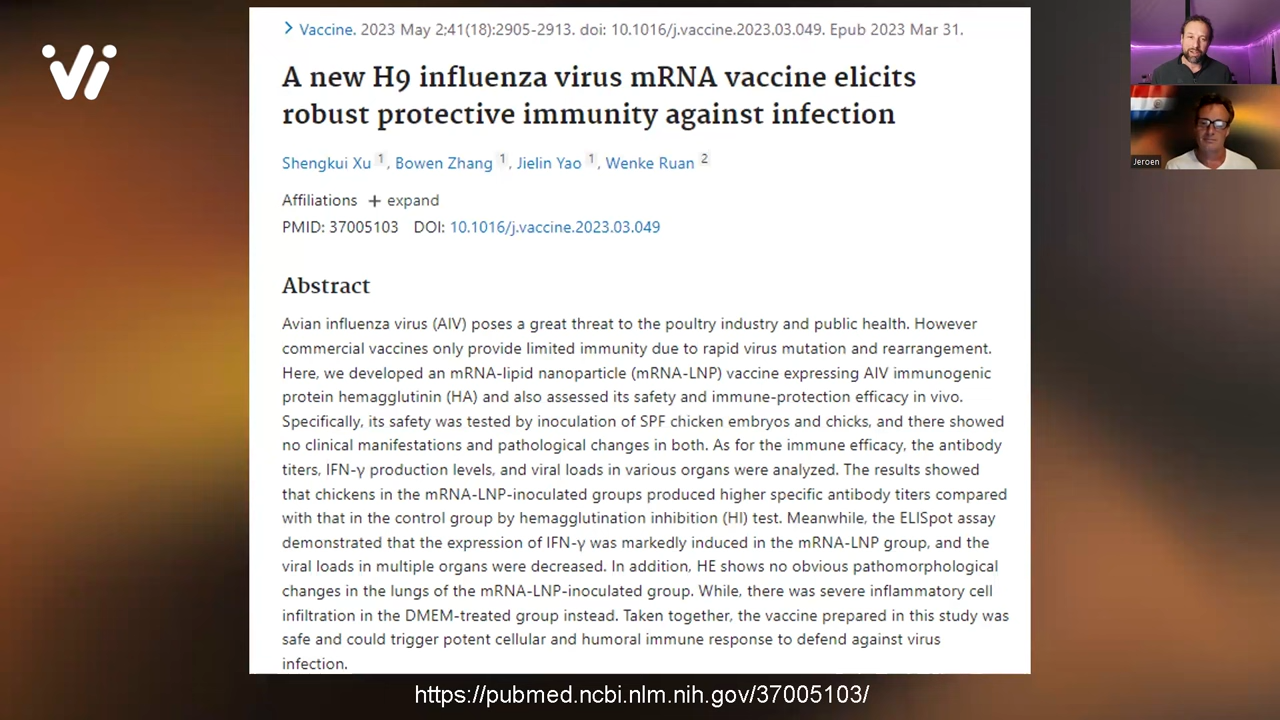 Vaccine. 2023 May 2;41(18):2905-2913. doi: 10.1016/j.vaccine.2023.03.049. Epub 2023 Mar 31.
A new H9 influenza virus mRNA vaccine elicits
robust protective immunity against infection
Shengkui Xu 1, Bowen Zhang 1, Jielin Yao 1, Wenke Ruan 2
Affiliations + expand
PMID: 37005103 DOI: 10.1016/j.vaccine.2023.03.049
Abstract
Avian influenza virus (AIV) poses a great threat to the poultry industry and public health. However
commercial vaccines only provide limited immunity due to rapid virus mutation and rearrangement.
Here, we developed an mRNA-lipid nanoparticle (mRNA-LNP) vaccine expressing AIV immunogenic
protein hemagglutinin (HA) and also assessed its safety and immune-protection efficacy in vivo.
Specifically, its safety was tested by inoculation of SPF chicken embryos and chicks, and there showed
no clinical manifestations and pathological changes in both. As for the immune efficacy, the antibody
titers, IFN-γ production levels, and viral loads in various organs were analyzed. The results showed
that chickens in the mRNA-LNP-inoculated groups produced higher specific antibody titers compared
with that in the control group by hemagglutination inhibition (HI) test. Meanwhile, the ELISpot assay
demonstrated that the expression of IFN-γ was markedly induced in the mRNA-LNP group, and the
viral loads in multiple organs were decreased. In addition, HE shows no obvious pathomorphological
changes in the lungs of the mRNA-LNP-inoculated group. While, there was severe inflammatory cell
infiltration in the DMEM-treated group instead. Taken together, the vaccine prepared in this study was
safe and could trigger potent cellular and humoral immune response to defend against virus
infection.
https://pubmed.ncbi.nlm.nih.gov/37005103/
Jeroen